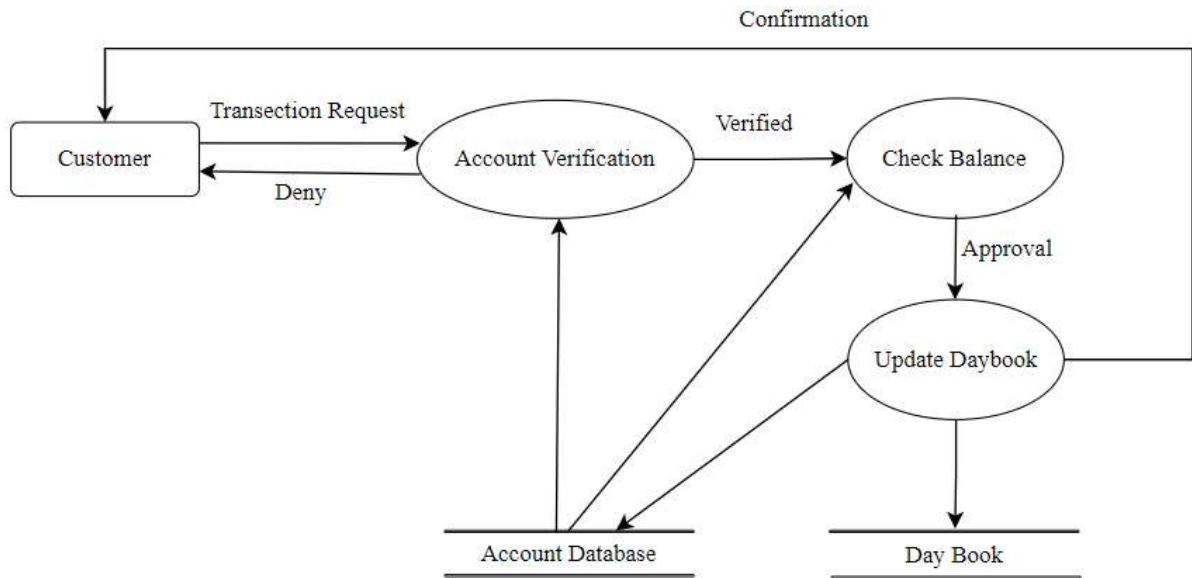 Confirmation
Transection Request
Verified
Customer
Account Verification
Check Balance
Deny
Approval
Update Daybook
Account Database
Day Book